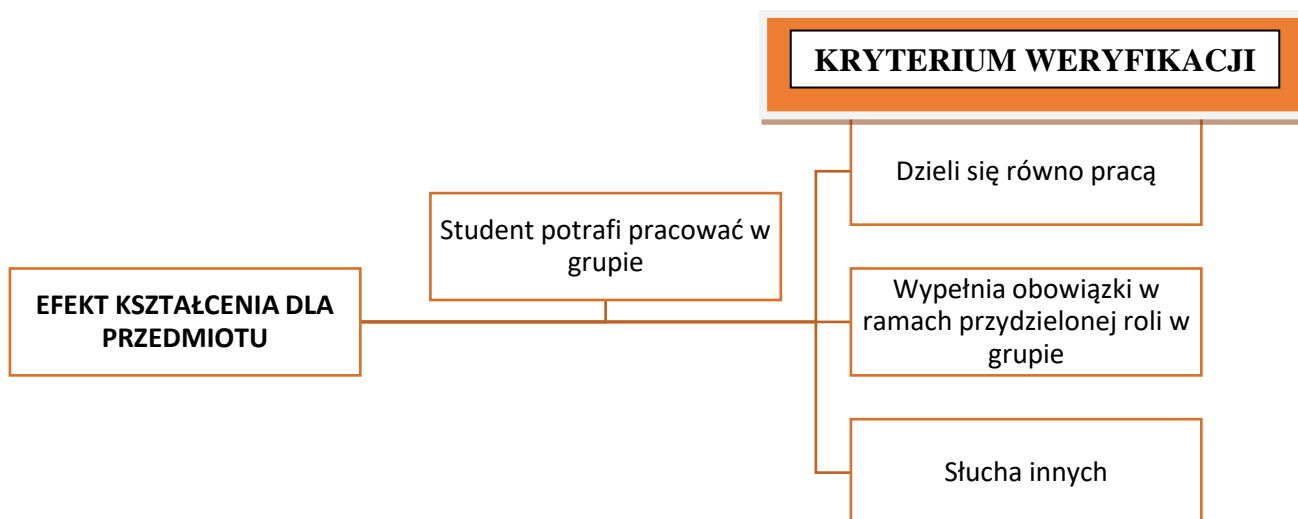 KRYTERIUM WERYFIKACJI
Dzieli się równo pracą
Student potrafi pracować w
grupie
EFEKT KSZTAŁCENIA DLA
PRZEDMIOTU
Wypełnia obowiązki w
ramach przydzielonej roli w
grupie
Słucha innych